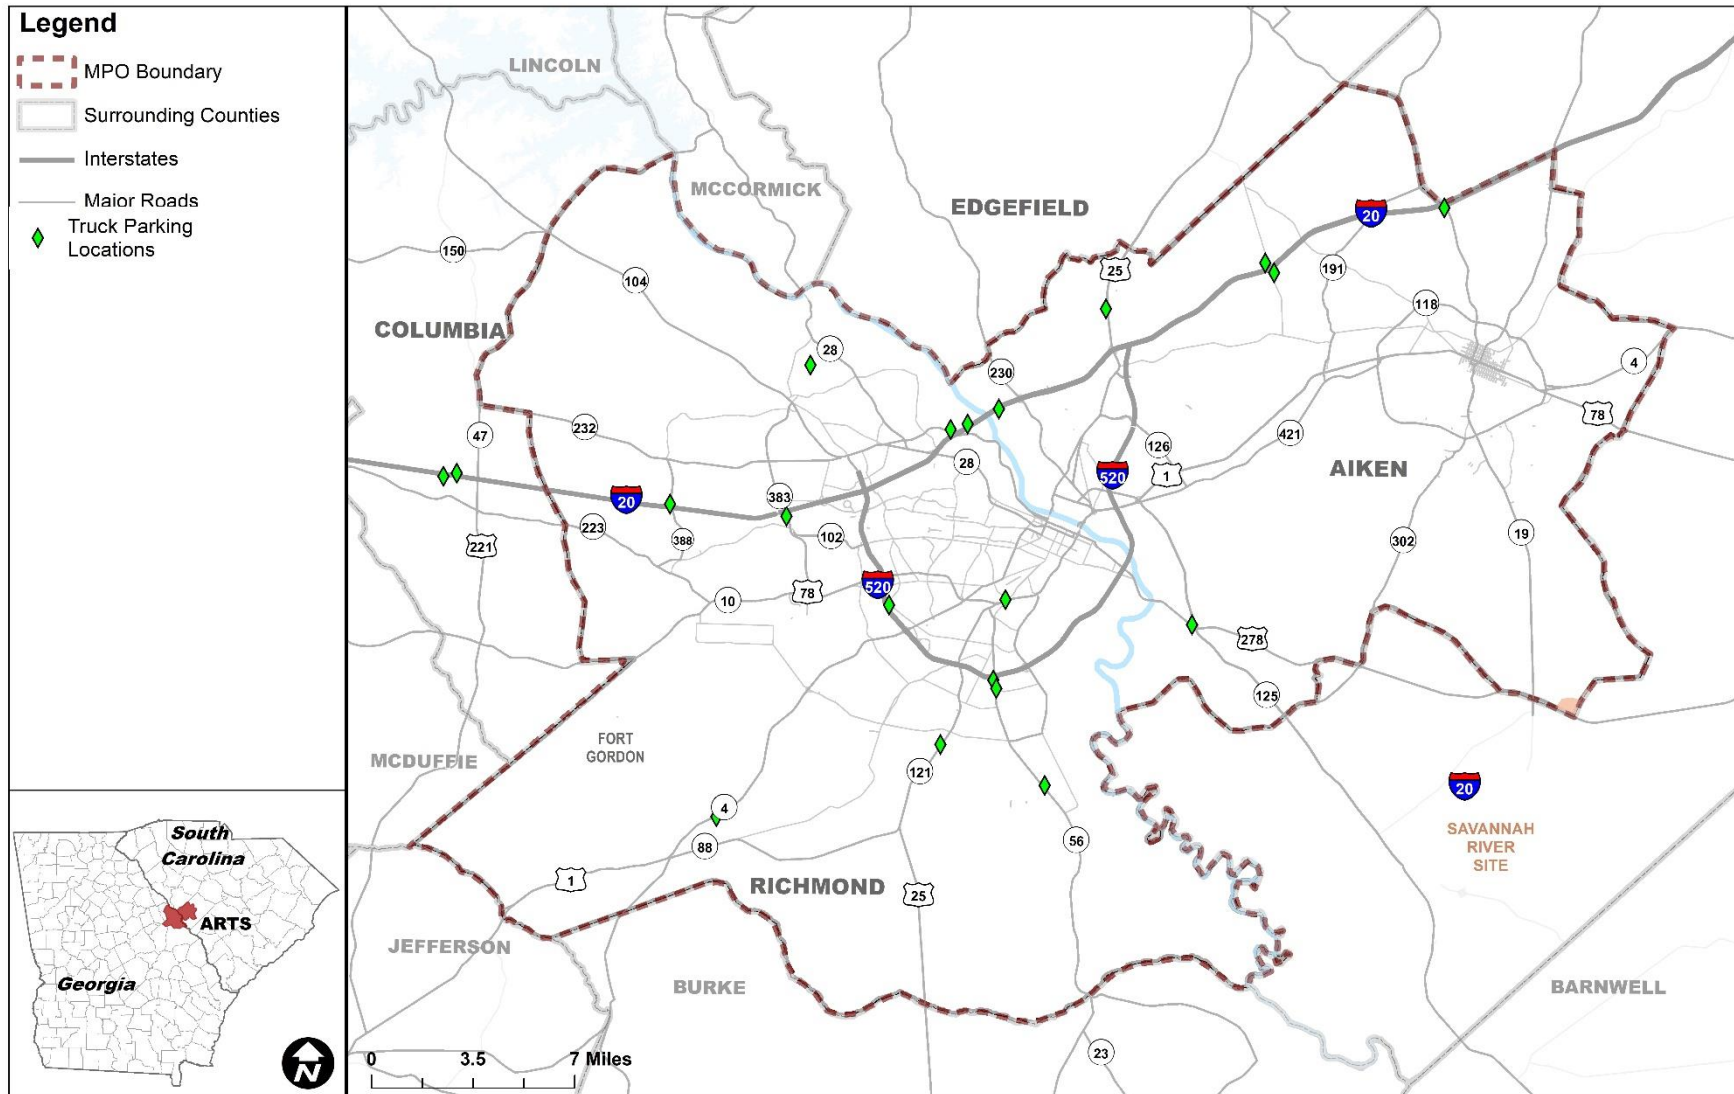 Legend
MPO Boundary
Surrounding Counties
Interstates
Major Roads
Truck Parking
Locations
LINCOLN
MCCORMICK
EDGEFIELD
20
150
25
191
104
118
COLUMBIA
28
230
4
78
47
232
126
421
28
AIKEN
520
1
20
383
223
102
388
221
302
19
520
78
10
278
125
FORT
GORDON
MCDUFFIE
121
20
4
88
56
SAVANNAH
RIVER
SITE
1
RICHMOND
25
JEFFERSON
BURKE
BARNWELL
23
0 3.5 7 Miles
South
Carolina
ARTS
Georgia
N